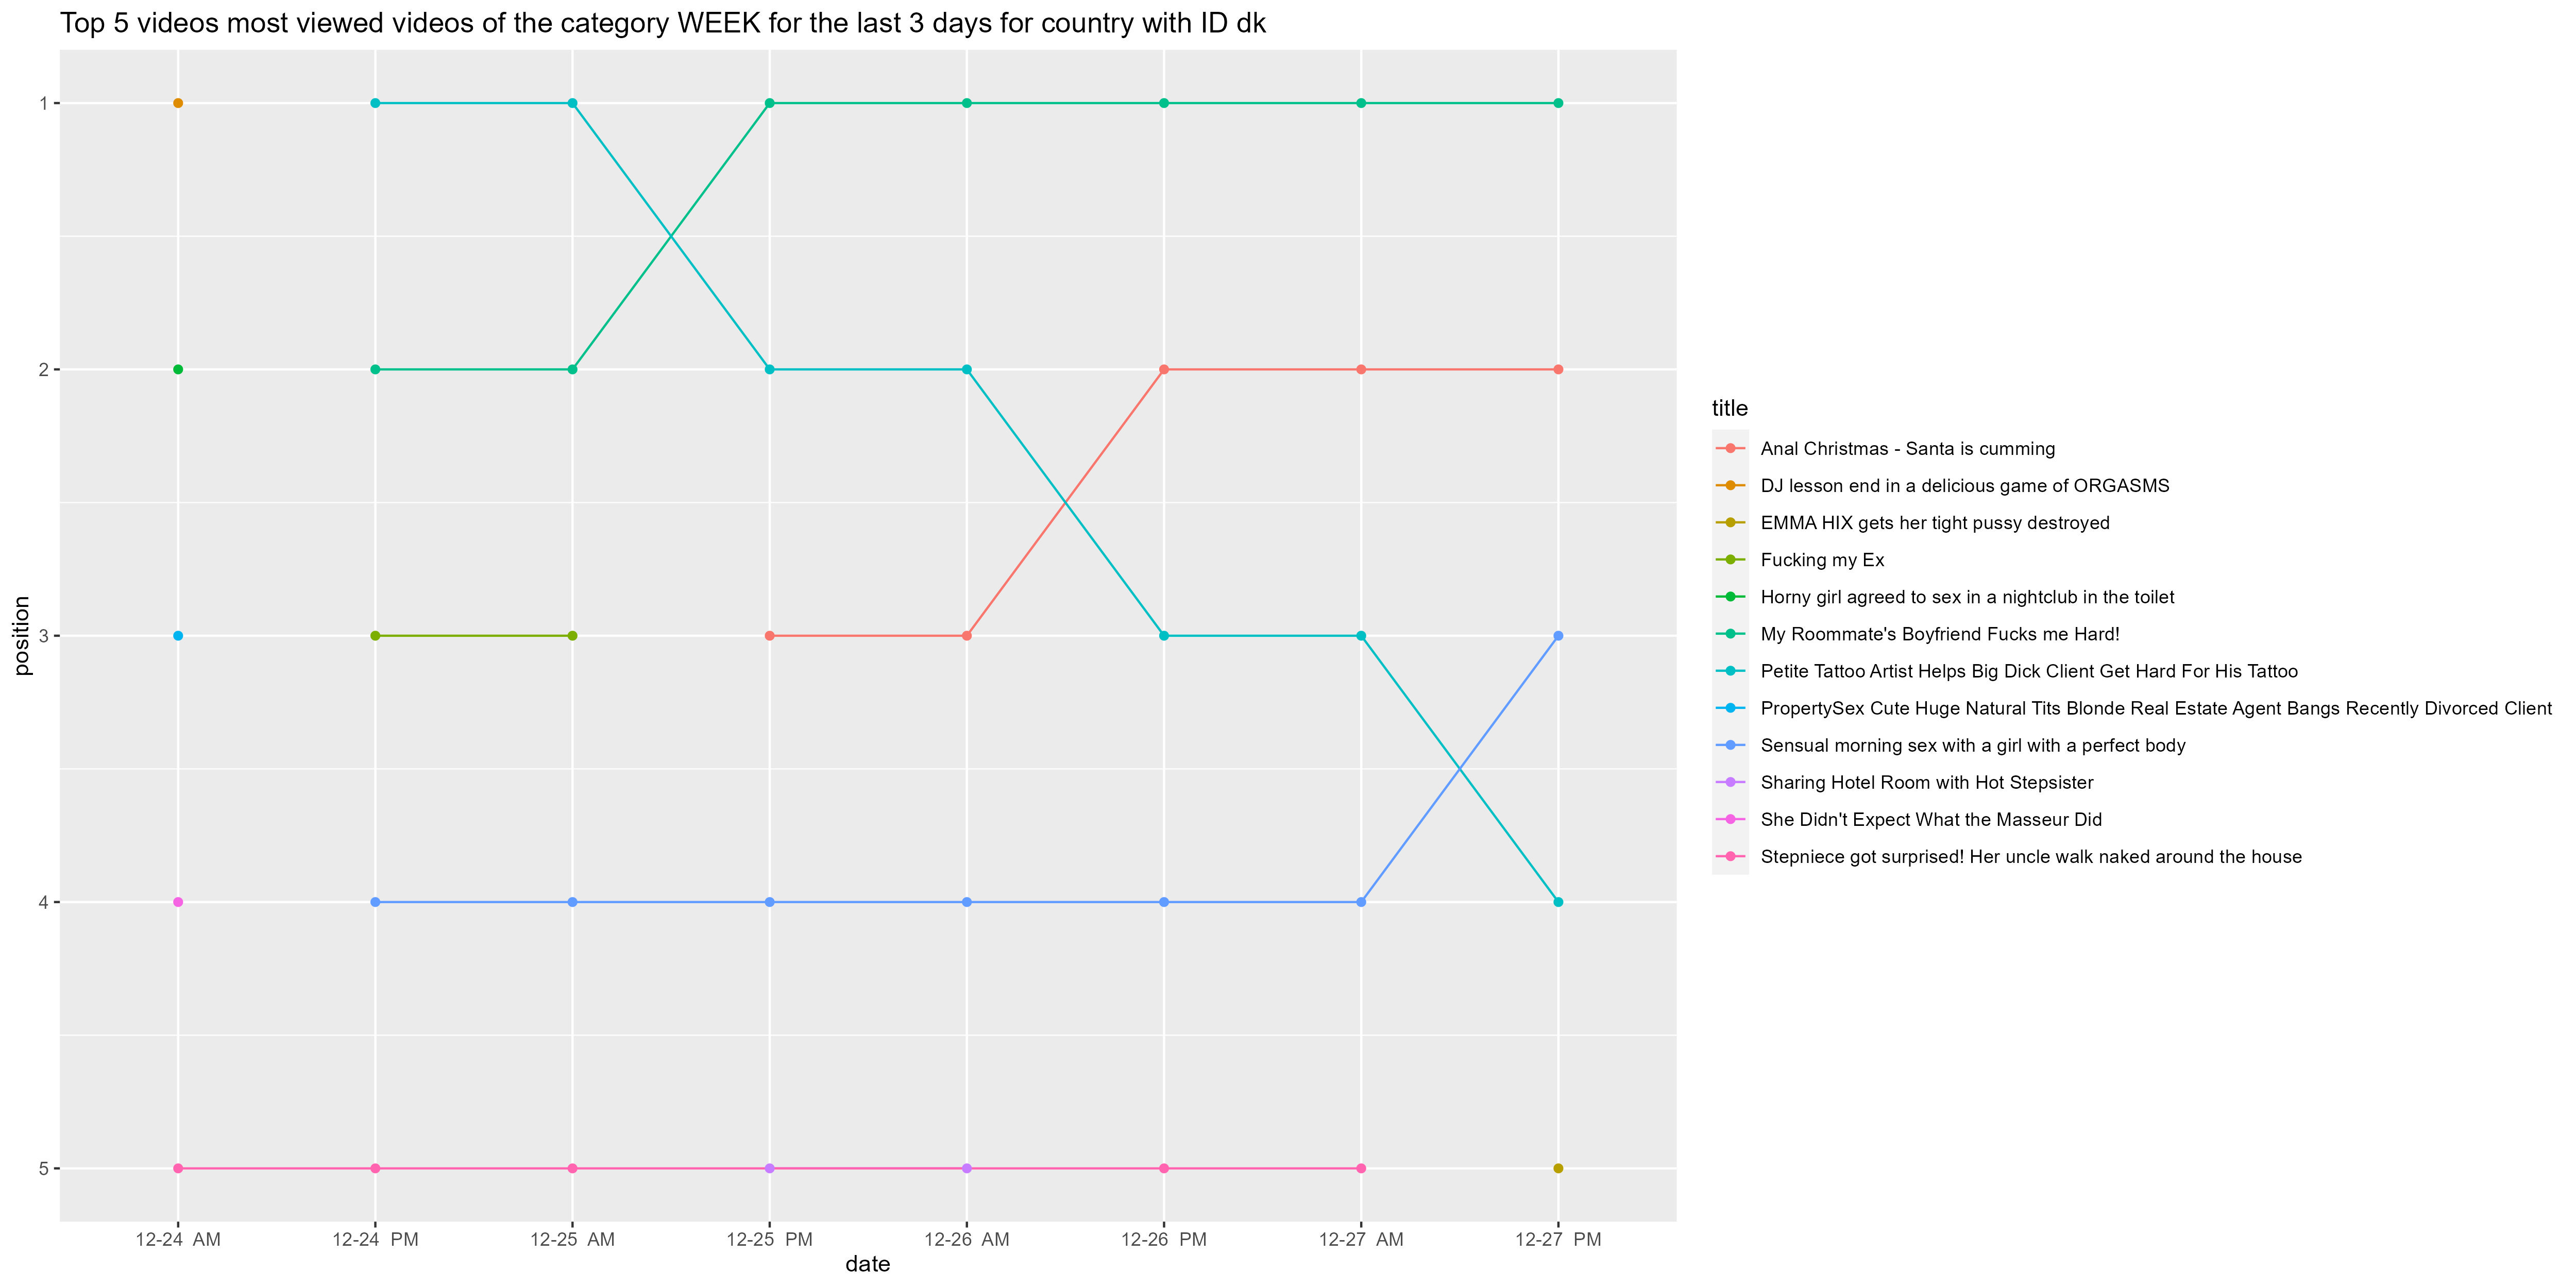 Top 5 videos most viewed videos of the category WEEK for the last 3 days for country with ID dk
position
1
2
3
4
5
12-24 AM
12-24 PM
12-25 AM
12-25 PM
12-26 AM
12-26 PM
12-27 AM
12-27 PM
date
title
Anal Christmas - Santa is cumming
DJ lesson end in a delicious game of ORGASMS
EMMA HIX gets her tight pussy destroyed
Fucking my Ex
Horny girl agreed to sex in a nightclub in the toilet
My Roommate's Boyfriend Fucks me Hard!
Petite Tattoo Artist Helps Big Dick Client Get Hard For His Tattoo
PropertySex Cute Huge Natural Tits Blonde Real Estate Agent Bangs Recently Divorced Client
Sensual morning sex with a girl with a perfect body
Sharing Hotel Room with Hot Stepsister
She Didn't Expect What the Masseur Did
Stepniece got surprised! Her uncle walk naked around the house